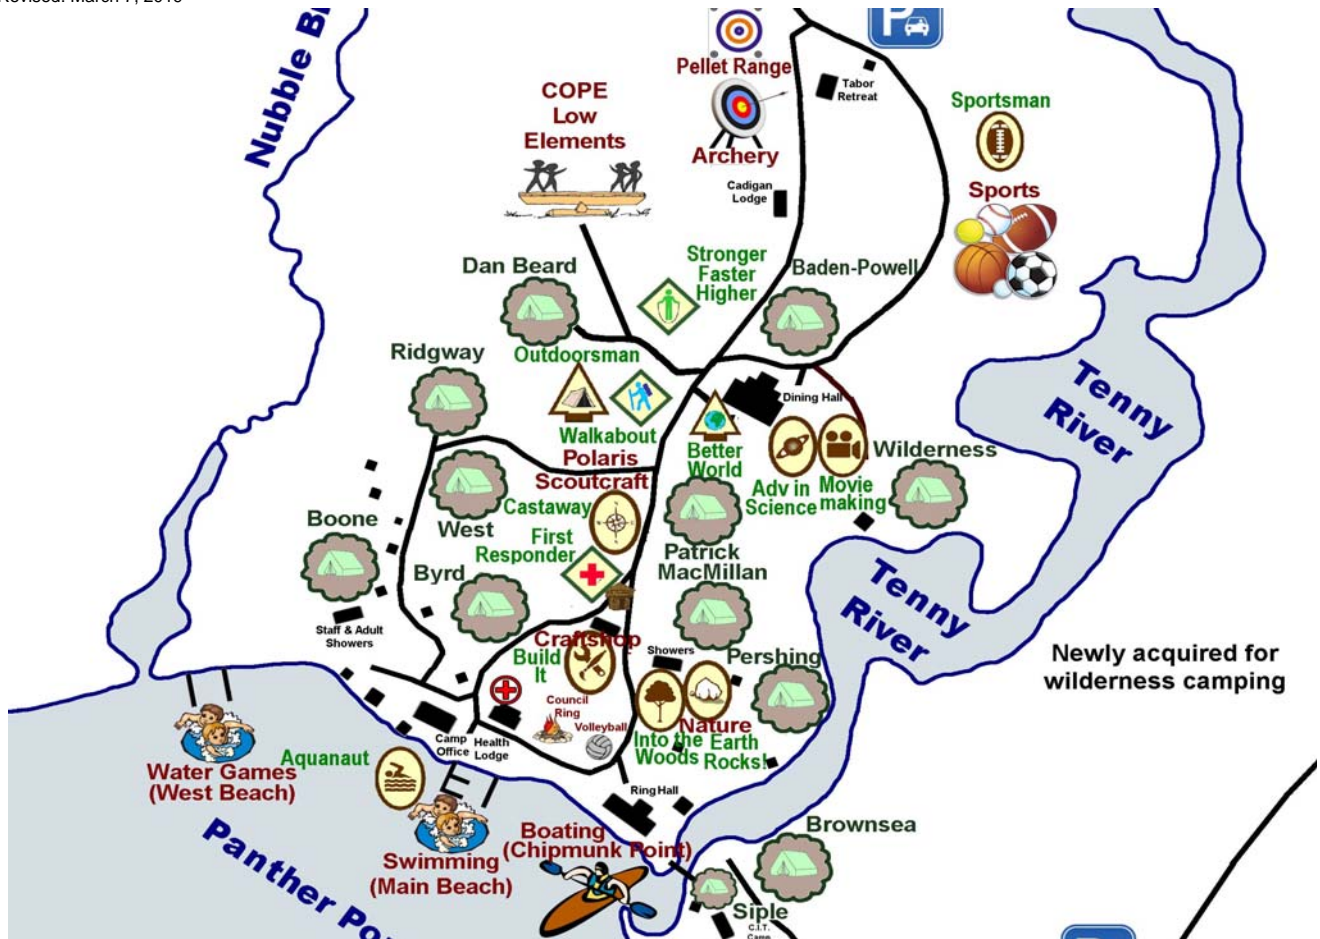 Nubble
P
Pellet Range
Tabor
Retreat
COPE
Low
Elements
Sportsman
Archery
Sports
Cadigan
Lodge
Stronger
Faster
Higher
Dan Beard
Baden-Powell
Ridgway
Outdoorsman
Tenny
River
Dining Hall
Walkabout
Polaris
Better
World
Wilderness
Scoutcraft
Castaway
Adv in
Science
Movie
making
Boone
West
First
Responder
Patrick
MacMillan
Byrd
Tenny
River
Staff & Adult
Showers
Craftshop
Build
It
Showers
Pershing
Newly acquired for
wilderness camping
Council
Ring
Volleyball
Nature
Into the
Woods
Earth
Rocks!
Camp
Office
Health
Lodge
Aquanaut
Water Games
(West Beach)
Ring Hall
Boating
(Chipmunk Point)
Brownsea
Swimming
(Main Beach)
Panther
Siple
C.I.T.
Camp